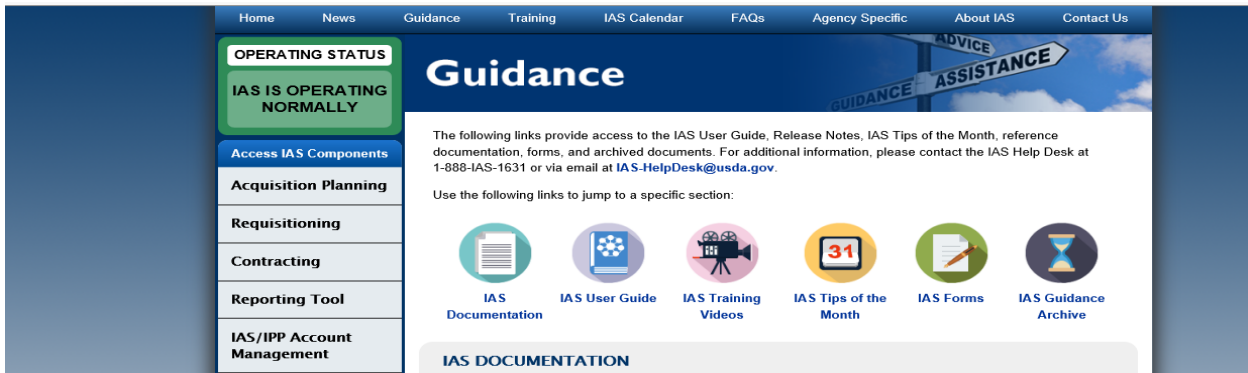 Home News Guidance Training IAS Calendar FAQs Agency Specific About IAS Contact Us
OPERATING STATUS
IAS IS OPERATING
NORMALLY
Access IAS Components
Acquisition Planning
Requisitioning
Contracting
Reporting Tool
IAS/IPP Account
Management
Guidance
ADVICE
ASSISTANCE
GUIDANCE
The following links provide access to the IAS User Guide, Release Notes, IAS Tips of the Month, reference
documentation, forms, and archived documents. For additional information, please contact the IAS Help Desk at
1-888-IAS-1631 or via email at IAS-HelpDesk@usda.gov.
Use the following links to jump to a specific section:
31
IAS
Documentation
IAS User Guide
IAS Training
Videos
IAS Tips of the
Month
IAS Forms
IAS Guidance
Archive
IAS DOCUMENTATION